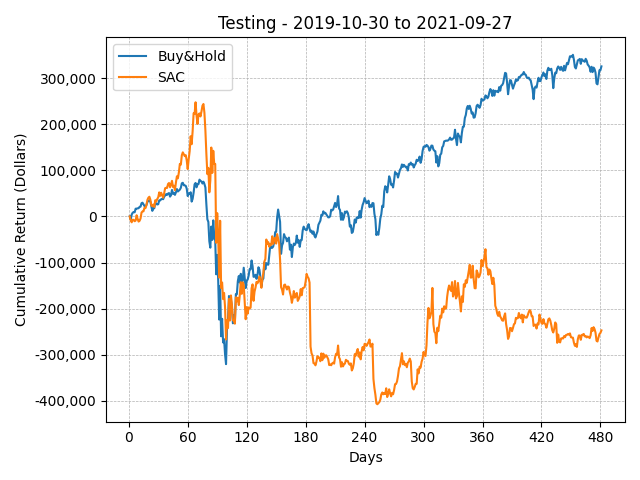 Testing - 2019-10-30 to 2021-09-27
Buy&Hold
SAC
Cumulative Return (Dollars)
300,000
200,000
100,000
0
-100,000
-200,000
-300,000
-400,000
0 60 120 180 240 300 360 420 480
Days